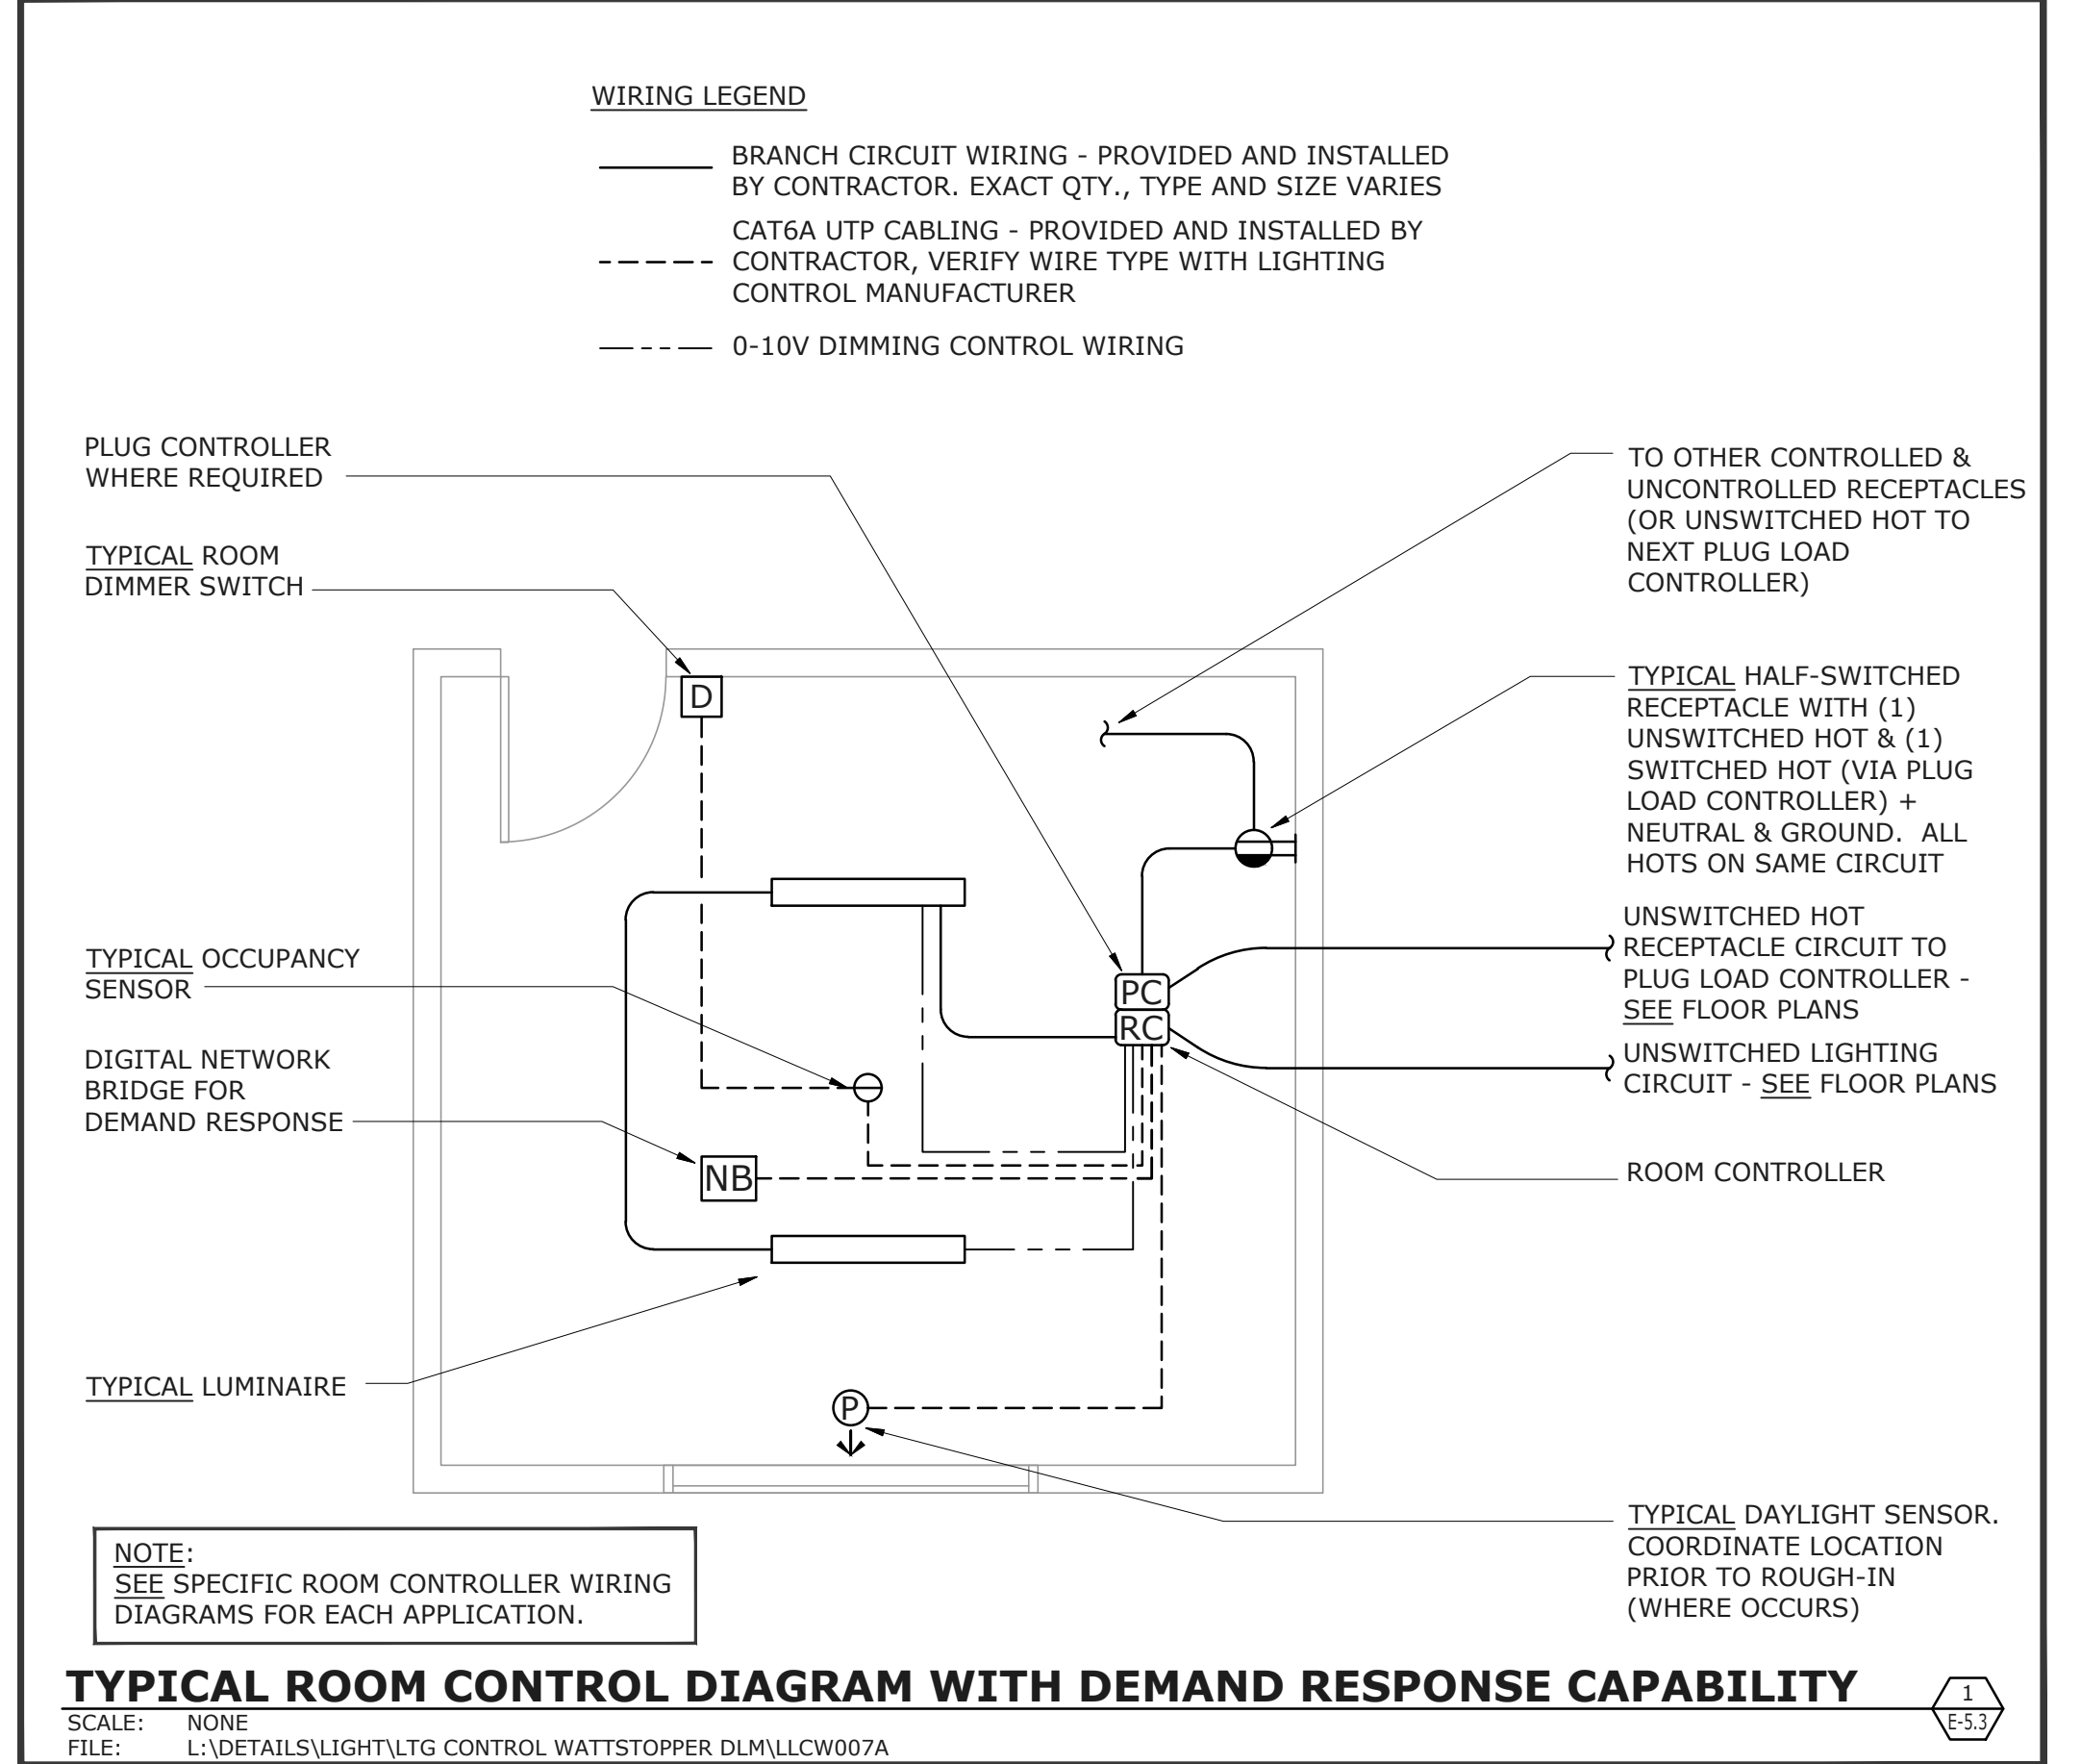 WIRING LEGEND
BRANCH CIRCUIT WIRING - PROVIDED AND INSTALLED
BY CONTRACTOR. EXACT QTY., TYPE AND SIZE VARIES
CAT6A UTP CABLING - PROVIDED AND INSTALLED BY
CONTRACTOR, VERIFY WIRE TYPE WITH LIGHTING
CONTROL MANUFACTURER
0-10V DIMMING CONTROL WIRING
PLUG CONTROLLER
WHERE REQUIRED
TYPICAL ROOM
DIMMER SWITCH
TYPICAL OCCUPANCY
SENSOR
DIGITAL NETWORK
BRIDGE FOR
DEMAND RESPONSE
TYPICAL LUMINAIRE
D
NB
P
PC
RC
TO OTHER CONTROLLED &
UNCONTROLLED RECEPTACLES
(OR UNSWITCHED HOT TO
NEXT PLUG LOAD
CONTROLLER)
TYPICAL HALF-SWITCHED
RECEPTACLE WITH (1)
UNSWITCHED HOT & (1)
SWITCHED HOT (VIA PLUG
LOAD CONTROLLER) +
NEUTRAL & GROUND.  ALL
HOTS ON SAME CIRCUIT
UNSWITCHED HOT
RECEPTACLE CIRCUIT TO
PLUG LOAD CONTROLLER -
SEE FLOOR PLANS
UNSWITCHED LIGHTING
CIRCUIT - SEE FLOOR PLANS
ROOM CONTROLLER
TYPICAL DAYLIGHT SENSOR.
COORDINATE LOCATION
PRIOR TO ROUGH-IN
(WHERE OCCURS)
NOTE:
SEE SPECIFIC ROOM CONTROLLER WIRING
DIAGRAMS FOR EACH APPLICATION.
TYPICAL ROOM CONTROL DIAGRAM WITH DEMAND RESPONSE CAPABILITY
SCALE: NONE
FILE: L:\DETAILS\LIGHT\LTG CONTROL WATTSTOPPER DLM\LLCW007A
1
E-5.3